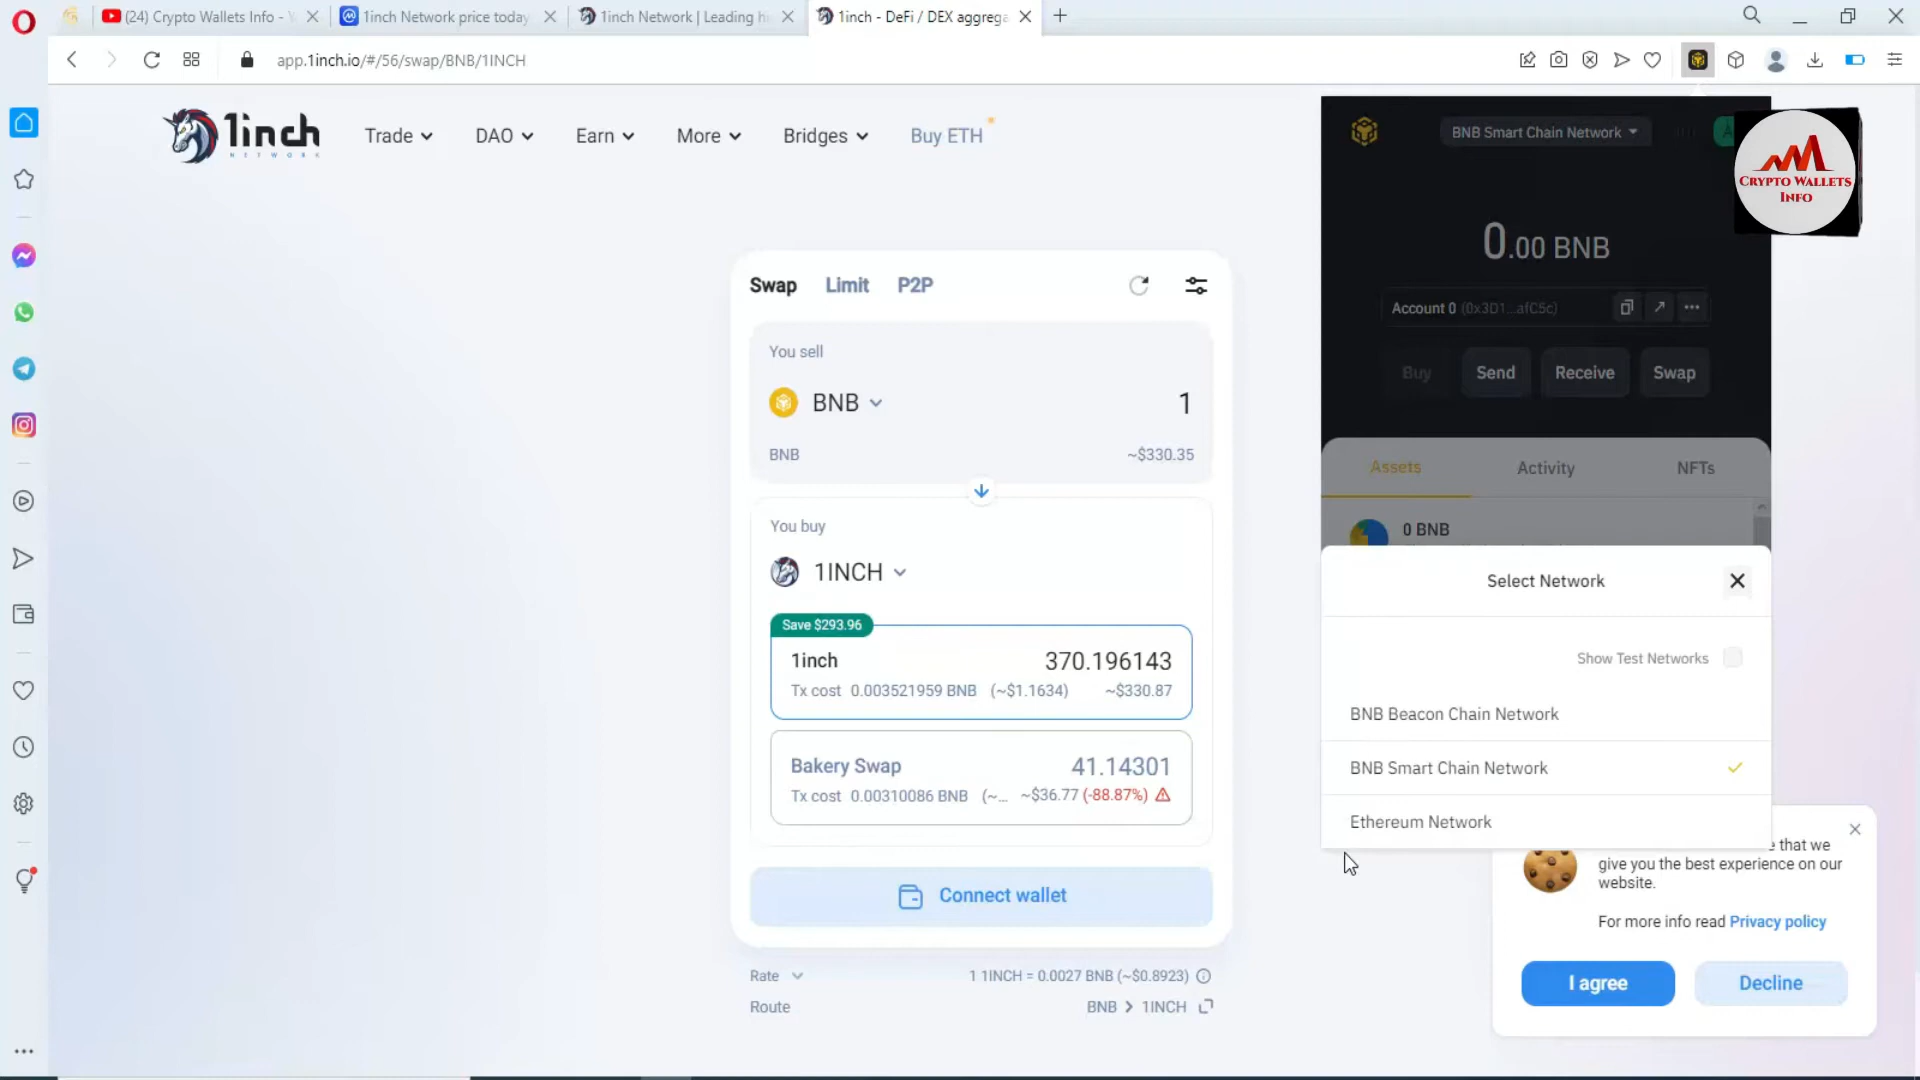 (24) Crypto Wallets Info -
1inch Network price today
1inch Network | Leading hi
1inch - DeFi / DEX aggrega
app.1inch.io/#/56/swap/BNB/1INCH
1inch
NETWORK
Trade
DAO
Earn
More
Bridges
Buy ETH
BNB Smart Chain Network
CRYPTO WALLETS
INFO
0.00 BNB
Account 0 (0x3D1...afC5c)
Buy
Send
Receive
Swap
Assets
Activity
NFTs
0 BNB
Swap
Limit
P2P
You sell
BNB
1
BNB
~$330.35
You buy
1INCH
Save $293.96
1inch
370.196143
Tx cost 0.003521959 BNB (~$1.1634)
~$330.87
Bakery Swap
41.14301
Tx cost 0.00310086 BNB (~...
~$36.77 (-88.87%)
Connect wallet
Rate
1 1INCH = 0.0027 BNB (~$0.8923)
Route
BNB > 1INCH
Select Network
Show Test Networks
BNB Beacon Chain Network
BNB Smart Chain Network
Ethereum Network
that we
give you the best experience on our
website.
For more info read Privacy policy
I agree
Decline